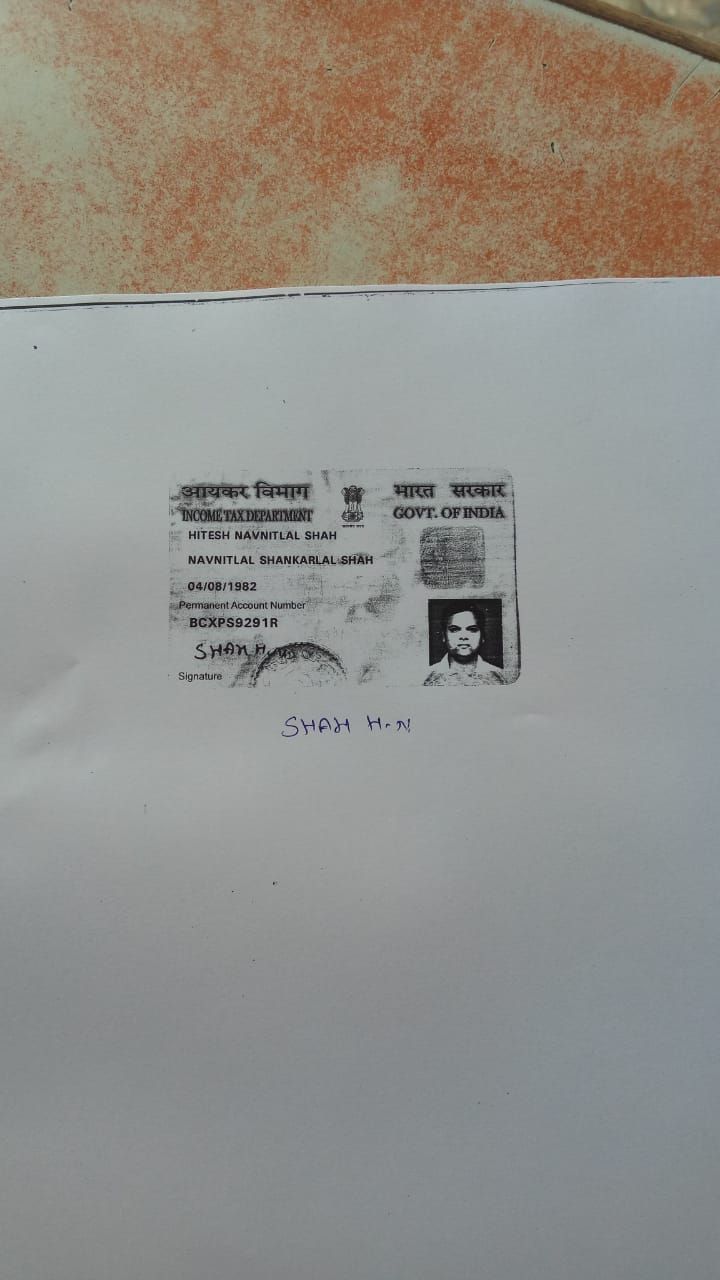 आयकर विभाग
भारत सरकार
INCOME TAX DEPARTMENT
GOVT. OF INDIA
HITESH NAVNITLAL SHAH
NAVNITLAL SHANKARLAL SHAH
04/08/1982
Permanent Account Number
BCXPS9291R
SHAH H.N.
Signature
SHAH H.N.